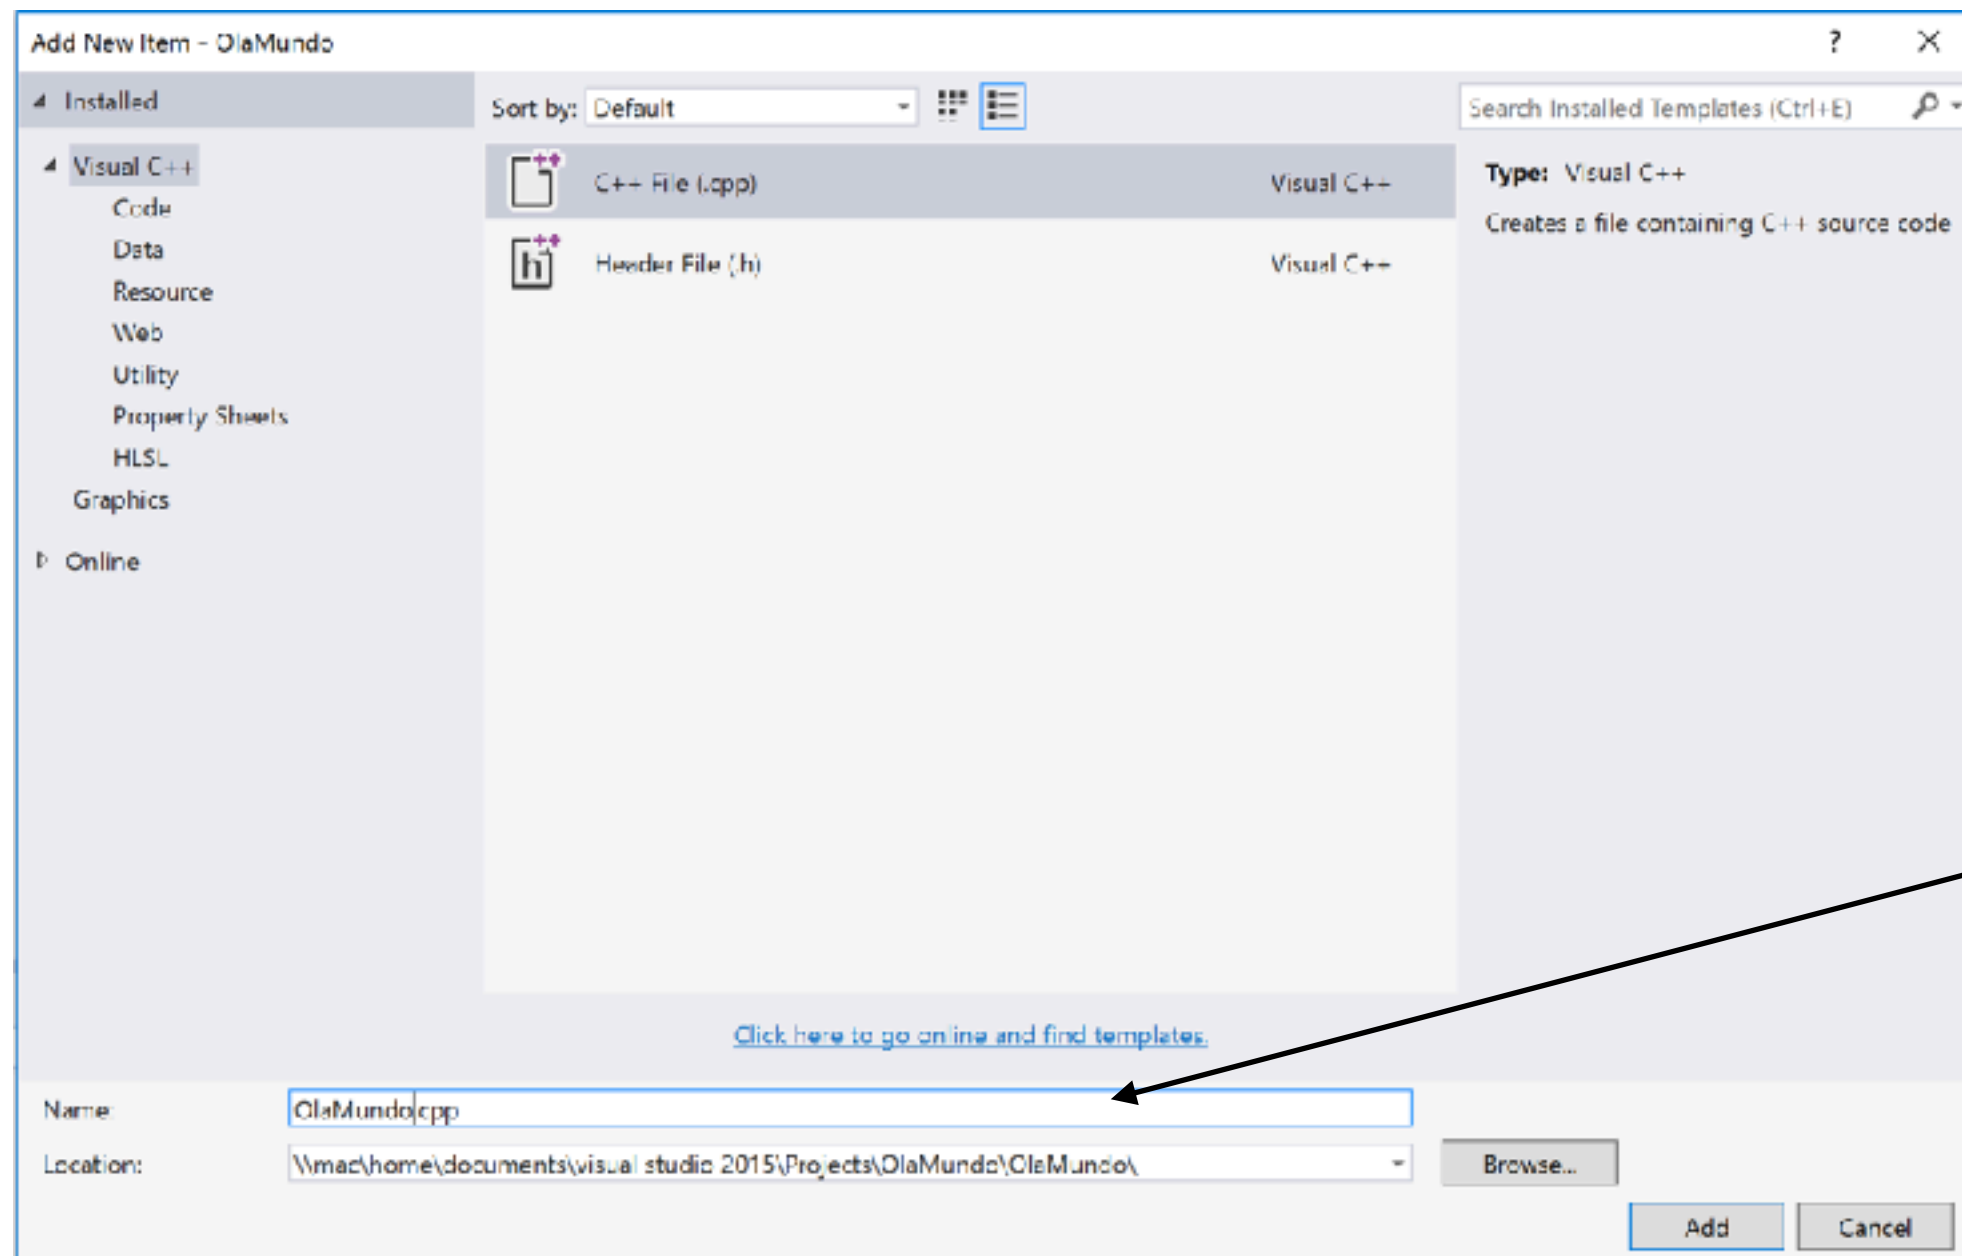 Add New Item - OlaMundo
?
Installed
Sort by: Default
Search Installed Templates (Ctrl+E)
Visual C++
Code
Data
Resource
Web
Utility
Property Sheets
HLSL
Graphics
Online
C++ File (.cpp) Visual C++
Header File (.h) Visual C++
Type: Visual C++
Creates a file containing C++ source code
Click here to go online and find templates.
Name: OlaMundo.cpp
Location: \\mac\home\documents\visual studio 2015\Projects\OlaMundo\OlaMundo\
Browse...
Add Cancel